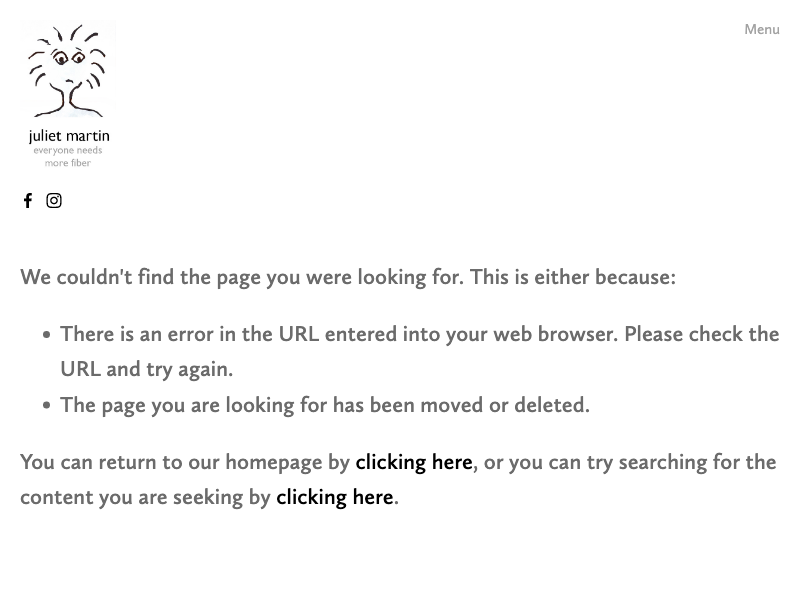 Menu
juliet martin
everyone needs
more fiber
We couldn't find the page you were looking for. This is either because:
There is an error in the URL entered into your web browser. Please check the
URL and try again.
The page you are looking for has been moved or deleted.
You can return to our homepage by clicking here, or you can try searching for the
content you are seeking by clicking here.